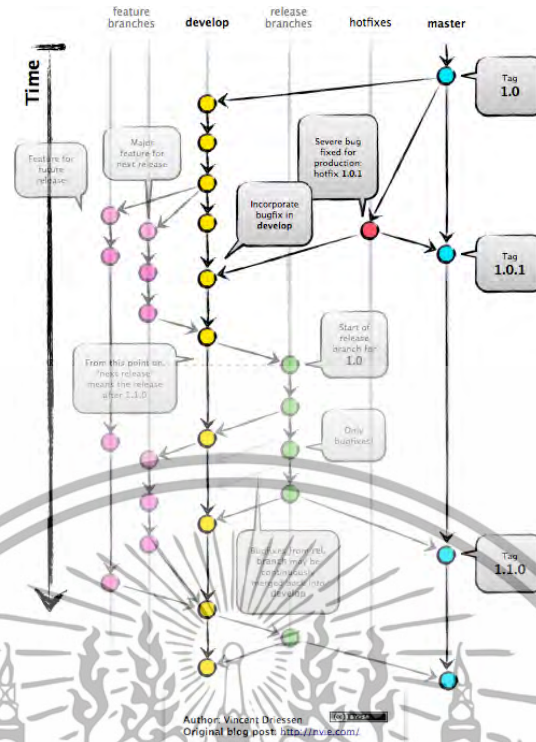 feature
branches
develop
release
branches
hotfixes
master
Time
Tag
1.0
Major
feature for
next release
Feature for
future
release
Severe bug
fixed for
production:
hotfix 1.0.1
Incorporate
bugfix in
develop
Tag
1.0.1
Start of
release
branch for
1.0
From this point on,
"next release"
means the release
after 1.1.0
Only
bugfixes!
Bugfixes from rel.
branch may be
continuously
merged back into
develop
Tag
1.1.0
Author: Vincent Driessen
Original blog post: http://nvie.com/